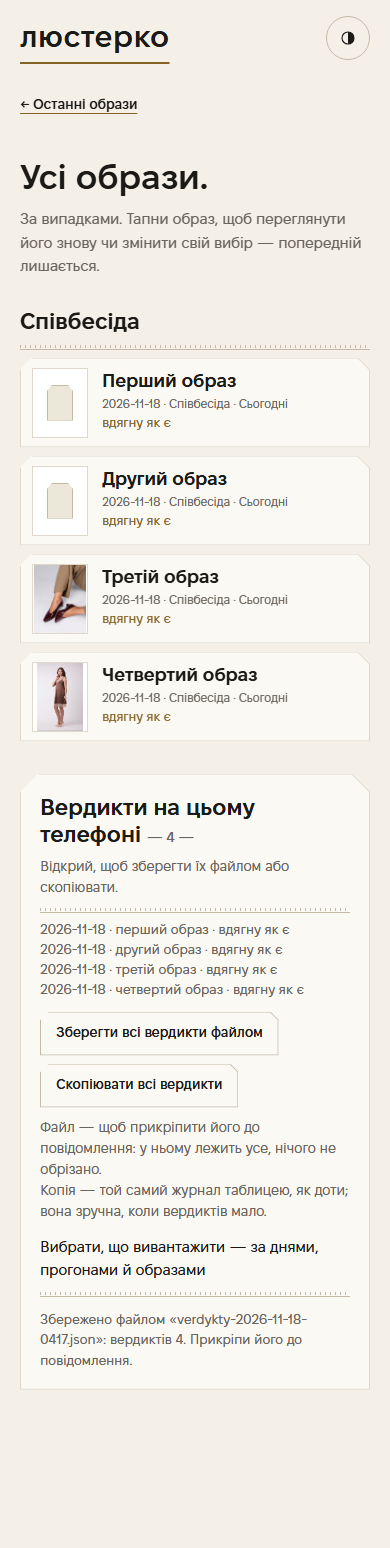 люстерко
← Останні образи
Усі образи.
За випадками. Тапни образ, щоб переглянути
його знову чи змінити свій вибір — попередній
лишається.
Співбесіда
Перший образ
2026-11-18 · Співбесіда · Сьогодні
вдягну як є
Другий образ
2026-11-18 · Співбесіда · Сьогодні
вдягну як є
Третій образ
2026-11-18 · Співбесіда · Сьогодні
вдягну як є
Четвертий образ
2026-11-18 · Співбесіда · Сьогодні
вдягну як є
Вердикти на цьому
телефоні — 4 —
Відкрий, щоб зберегти їх файлом або
скопіювати.
2026-11-18 · перший образ · вдягну як є
2026-11-18 · другий образ · вдягну як є
2026-11-18 · третій образ · вдягну як є
2026-11-18 · четвертий образ · вдягну як є
Зберегти всі вердикти файлом
Скопіювати всі вердикти
Файл — щоб прикріпити його до
повідомлення: у ньому лежить усе, нічого не
обрізано.
Копія — той самий журнал таблицею, як доти;
вона зручна, коли вердиктів мало.
Вибрати, що вивантажити — за днями,
прогонами й образами
Збережено файлом «verdykty-2026-11-18-
0417.json»: вердиктів 4. Прикріпи його до
повідомлення.